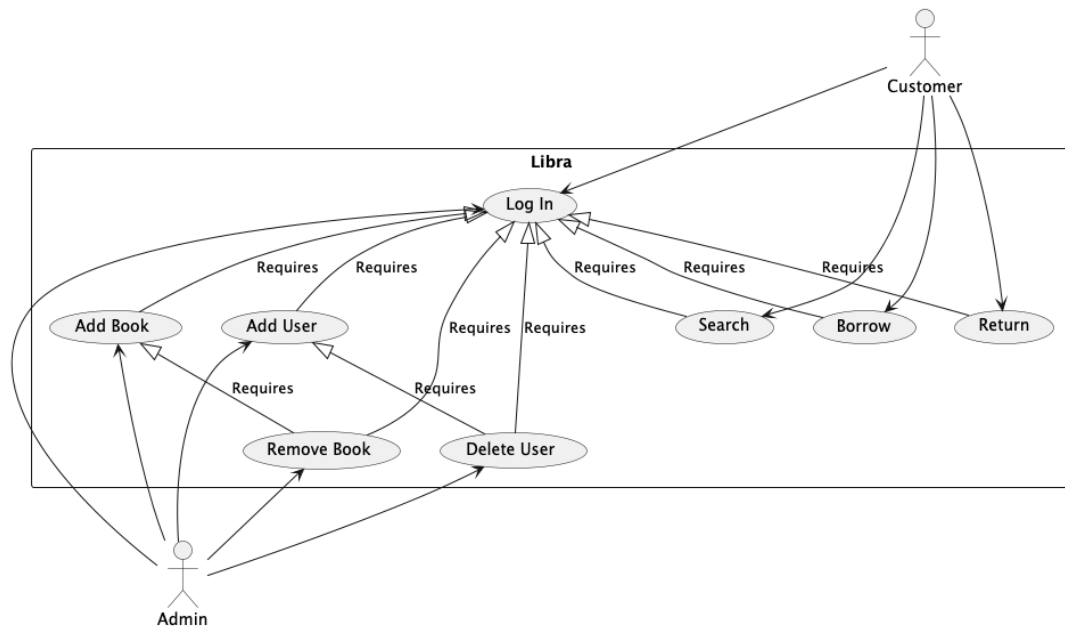 Customer
Libra
Log In
Requires
Requires
Requires
Requires
Requires
Requires
Requires
Add Book
Add User
Search
Borrow
Return
Requires
Requires
Remove Book
Delete User
Admin